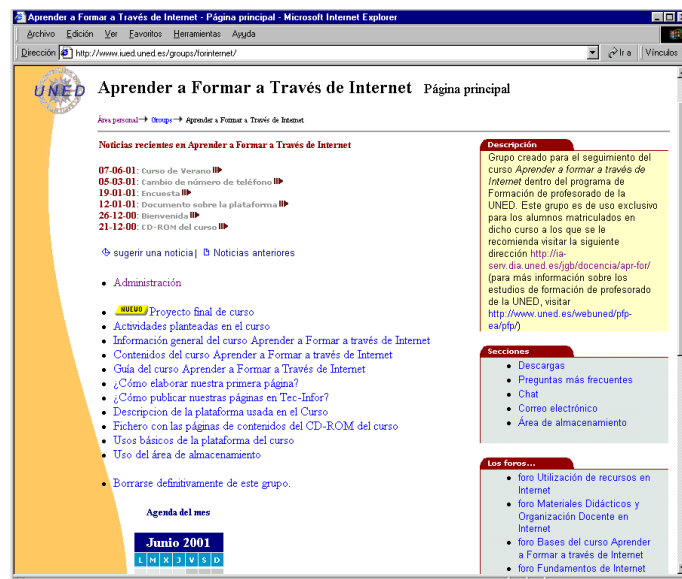 Aprender a Formar a Través de Internet - Página principal - Microsoft Internet Explorer
Archivo Edición Ver Favoritos Herramientas Ayuda
Dirección http://www.iued.uned.es/groups/forinternet/ Ir a Vínculos
UNED
Aprender a Formar a Través de Internet Página principal
Área personal Groups Aprender a Formar a Través de Internet
Noticias recientes en Aprender a Formar a Través de Internet
07-06-01: Curso de Verano
05-03-01: Cambio de número de teléfono
19-01-01: Encuesta
12-01-01: Documento sobre la plataforma
26-12-00: Bienvenida
21-12-00: CD-ROM del curso
sugerir una noticia | Noticias anteriores
Administración
NUEVO Proyecto final de curso
Actividades planteadas en el curso
Información general del curso Aprender a Formar a través de Internet
Contenidos del curso Aprender a Formar a través de Internet
Guía del curso Aprender a Formar a Través de Internet
¿Cómo elaborar nuestra primera página?
¿Cómo publicar nuestras páginas en Tec-Infor?
Descripcion de la plataforma usada en el Curso
Fichero con las páginas de contenidos del CD-ROM del curso
Usos básicos de la plataforma del curso
Uso del área de almacenamiento
Borrarse definitivamente de este grupo.
Agenda del mes
Junio 2001
L M X J V S D
Descripción
Grupo creado para el seguimiento del
curso Aprender a formar a través de
Internet dentro del programa de
Formación de profesorado de la
UNED. Este grupo es de uso exclusivo
para los alumnos matriculados en
dicho curso a los que se le
recomienda visitar la siguiente
dirección http://ia-
serv.dia.uned.es/jgb/docencia/apr-for/
(para más información sobre los
estudios de formación de profesorado
de la UNED, visitar
http://www.uned.es/webuned/pfp-
ea/pfp/)
Secciones
Descargas
Preguntas más frecuentes
Chat
Correo electrónico
Área de almacenamiento
Los foros...
foro Utilización de recursos en
Internet
foro Materiales Didácticos y
Organización Docente en
Internet
foro Bases del curso Aprender
a Formar a través de Internet
foro Fundamentos de Internet